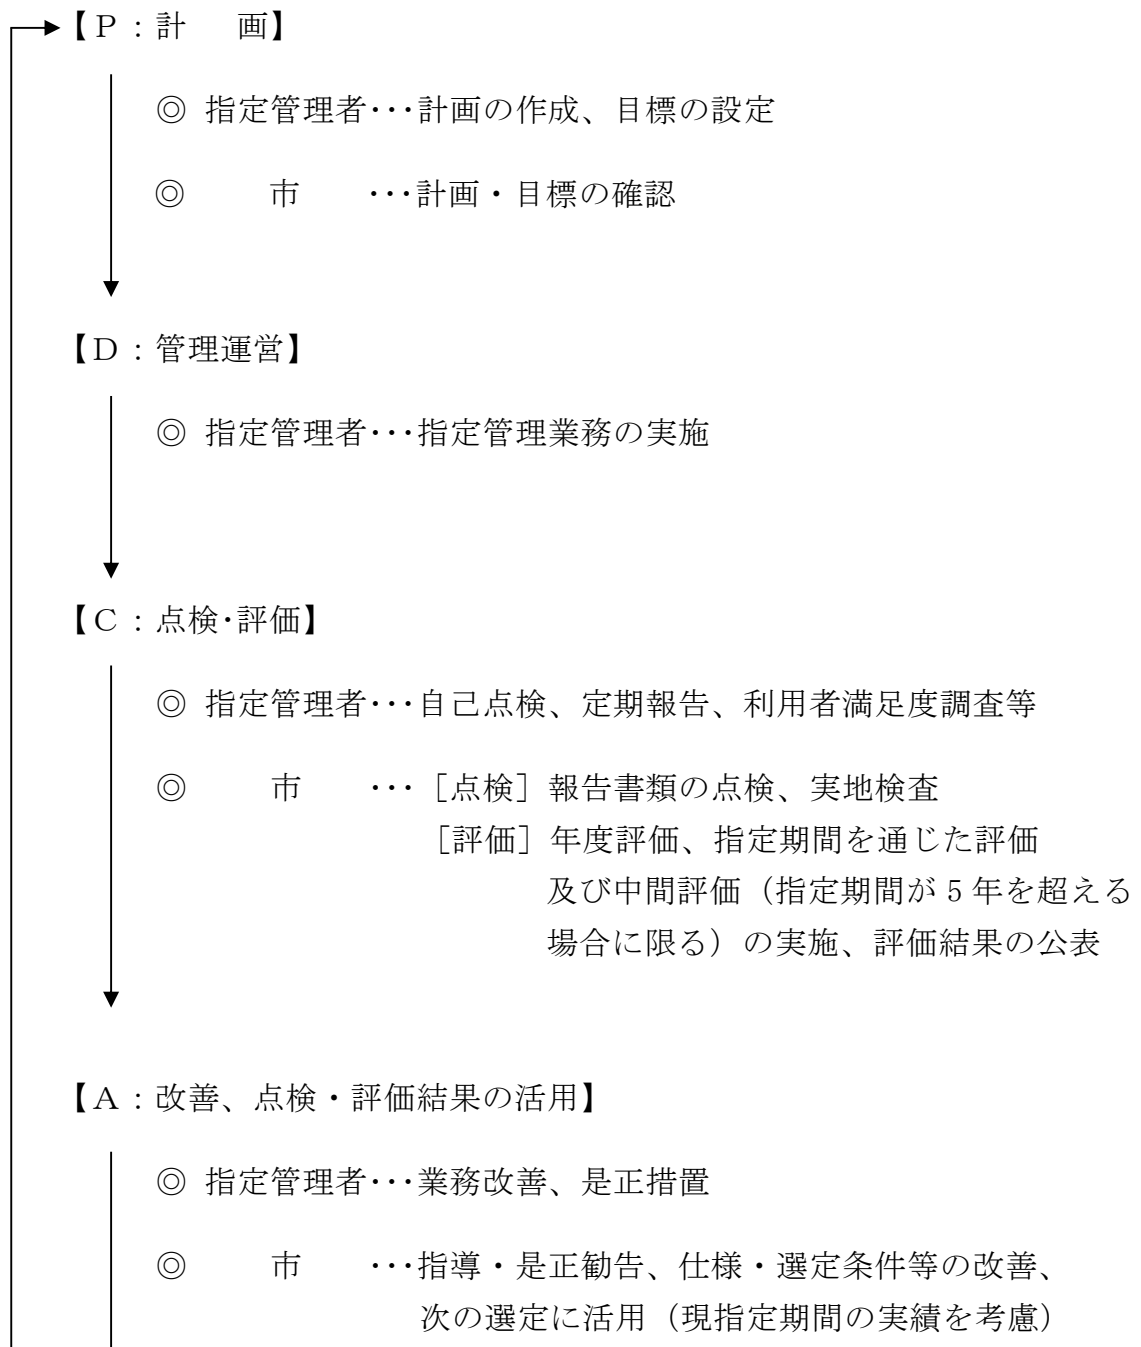 【Ｐ：計　　画】
◎ 指定管理者･･･計画の作成、目標の設定
◎　　　市　　･･･計画・目標の確認
【Ｄ：管理運営】
◎ 指定管理者･･･指定管理業務の実施
【Ｃ：点検･評価】
◎ 指定管理者･･･自己点検、定期報告、利用者満足度調査等
◎　　　市　　･･･［点検］報告書類の点検、実地検査
［評価］年度評価、指定期間を通じた評価
及び中間評価（指定期間が５年を超える
場合に限る）の実施、評価結果の公表
【Ａ：改善、点検・評価結果の活用】
◎ 指定管理者･･･業務改善、是正措置
◎　　　市　　･･･指導・是正勧告、仕様・選定条件等の改善、
次の選定に活用（現指定期間の実績を考慮）